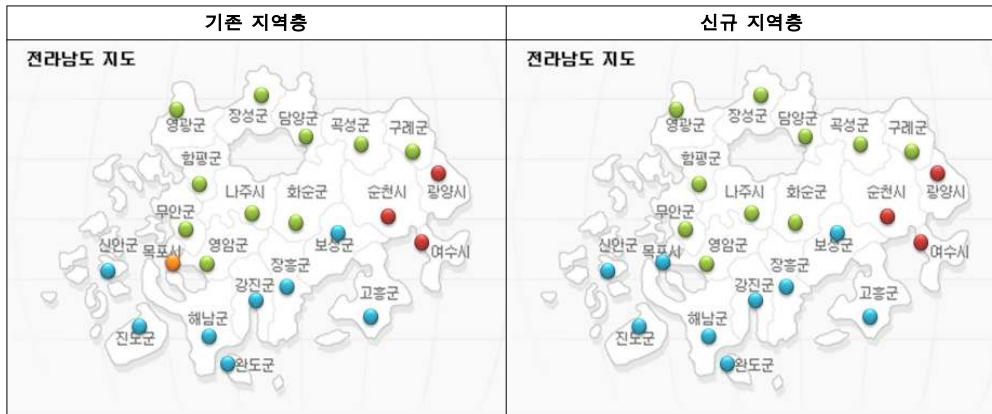 기존 지역층
신규 지역층
전라남도 지도
영광군
장성군
담양군
곡성군
구례군
함평군
나주시
화순군
순천시
광양시
무안군
신안군
목포시
영암군
보성군
여수시
장흥군
강진군
고흥군
해남군
진도군
완도군
전라남도 지도
영광군
장성군
담양군
곡성군
구례군
함평군
나주시
화순군
순천시
광양시
무안군
신안군
목포시
영암군
보성군
여수시
장흥군
강진군
고흥군
해남군
진도군
완도군